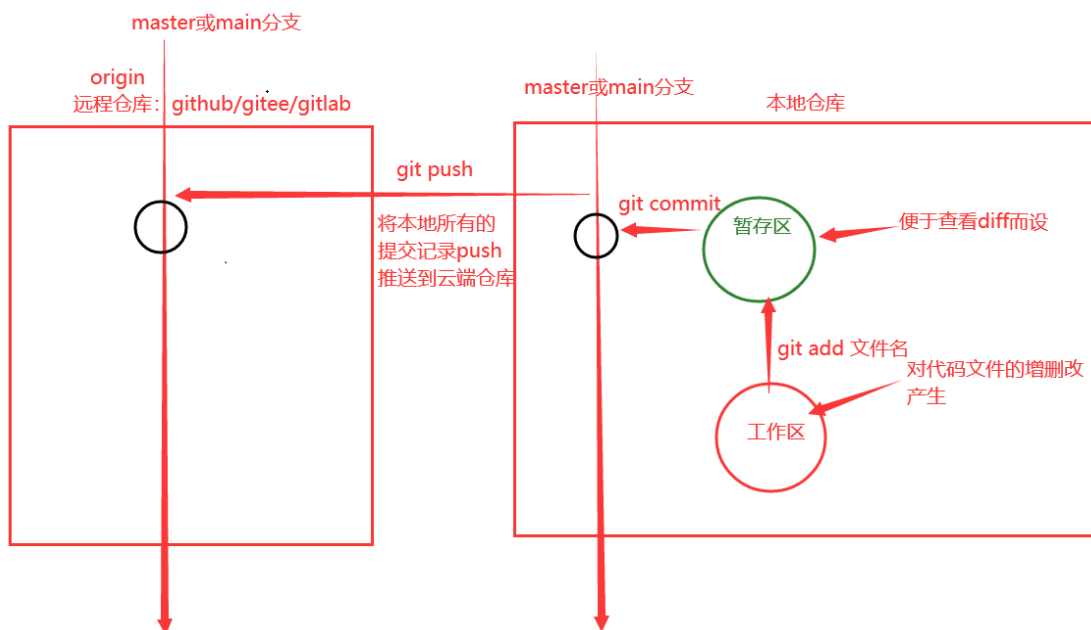 master或main分支
origin
远程仓库：github/gitee/gitlab
master或main分支
本地仓库
git push
将本地所有的
提交记录push
推送到云端仓库
git commit
暂存区
便于查看diff而设
git add 文件名
对代码文件的增删改
产生
工作区